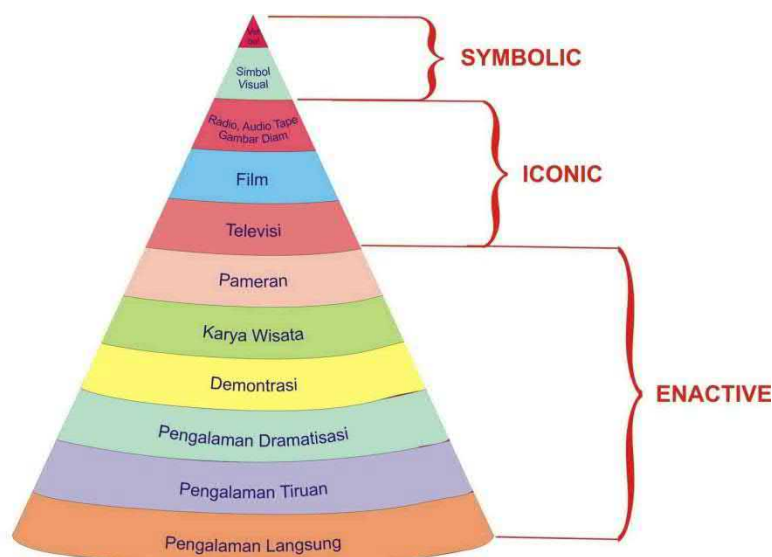 SYMBOLIC
Simbol
Visual
Radio, Audio Tape
Gambar Diam
ICONIC
Film
Televisi
Pameran
Karya Wisata
Demontrasi
ENACTIVE
Pengalaman Dramatisasi
Pengalaman Tiruan
Pengalaman Langsung